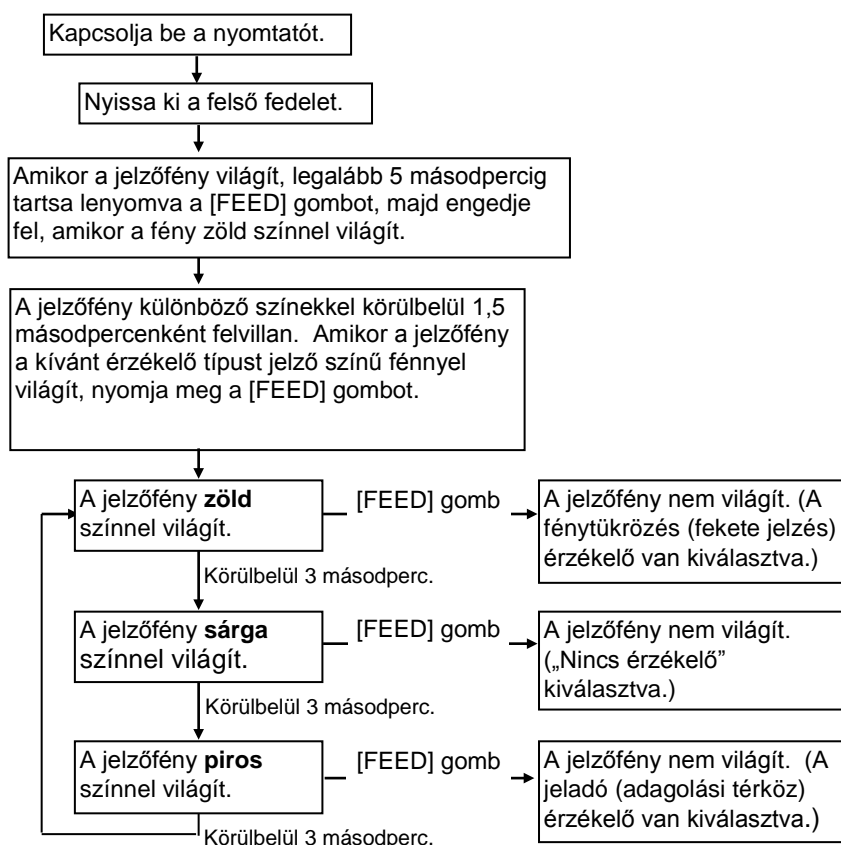 Kapcsolja be a nyomtatót.
Nyissa ki a felső fedelet.
Amikor a jelzőfény világít, legalább 5 másodpercig
tartsa lenyomva a [FEED] gombot, majd engedje
fel, amikor a fény zöld színnel világít.
A jelzőfény különböző színekkel körülbelül 1,5
másodpercenként felvillan.  Amikor a jelzőfény
a kívánt érzékelő típust jelző színű fénnyel
világít, nyomja meg a [FEED] gombot.
A jelzőfény zöld
színnel világít.
[FEED] gomb
A jelzőfény nem világít. (A
fénytükrözés (fekete jelzés)
érzékelő van kiválasztva.)
Körülbelül 3 másodperc.
A jelzőfény sárga
színnel világít.
[FEED] gomb
A jelzőfény nem világít.
(„Nincs érzékelő”
kiválasztva.)
Körülbelül 3 másodperc.
A jelzőfény piros
színnel világít.
[FEED] gomb
A jelzőfény nem világít.  (A
jeladó (adagolási térköz)
érzékelő van kiválasztva.)
Körülbelül 3 másodperc.